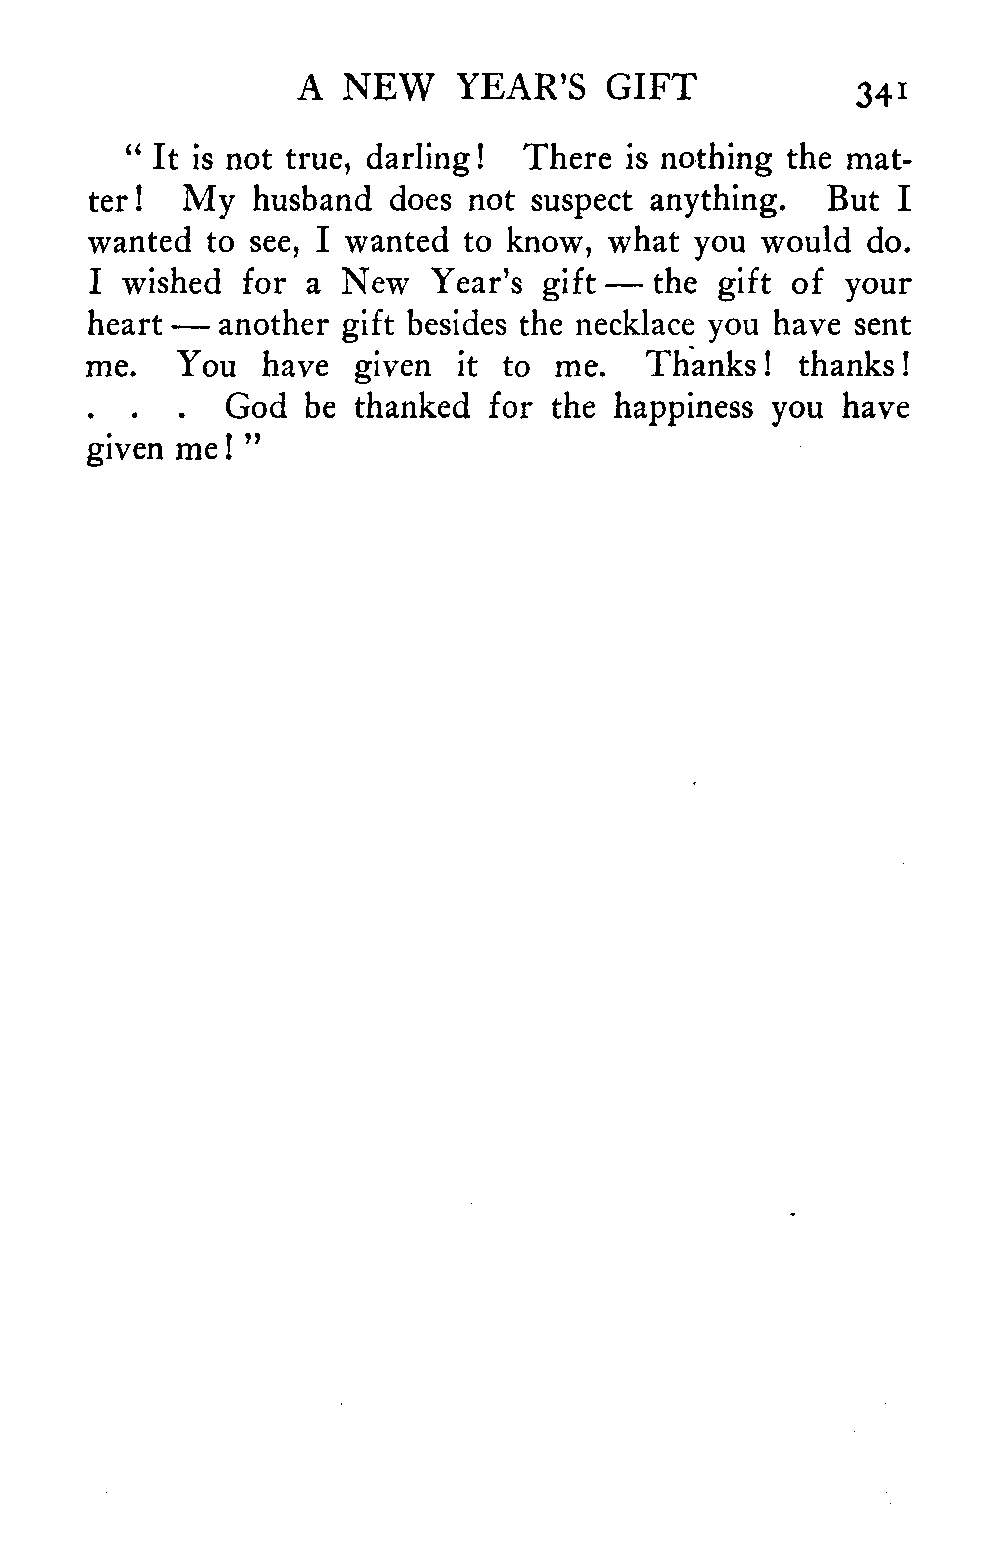 A NEW YEAR'S GIFT 341
“ It is not true, darling! There is nothing the mat-
ter! My husband does not suspect anything. But I
wanted to see, I wanted to know, what you would do.
I wished for a New Year's gift — the gift of your
heart — another gift besides the necklace you have sent
me. You have given it to me. Thanks! thanks!
. . . God be thanked for the happiness you have
given me! ”